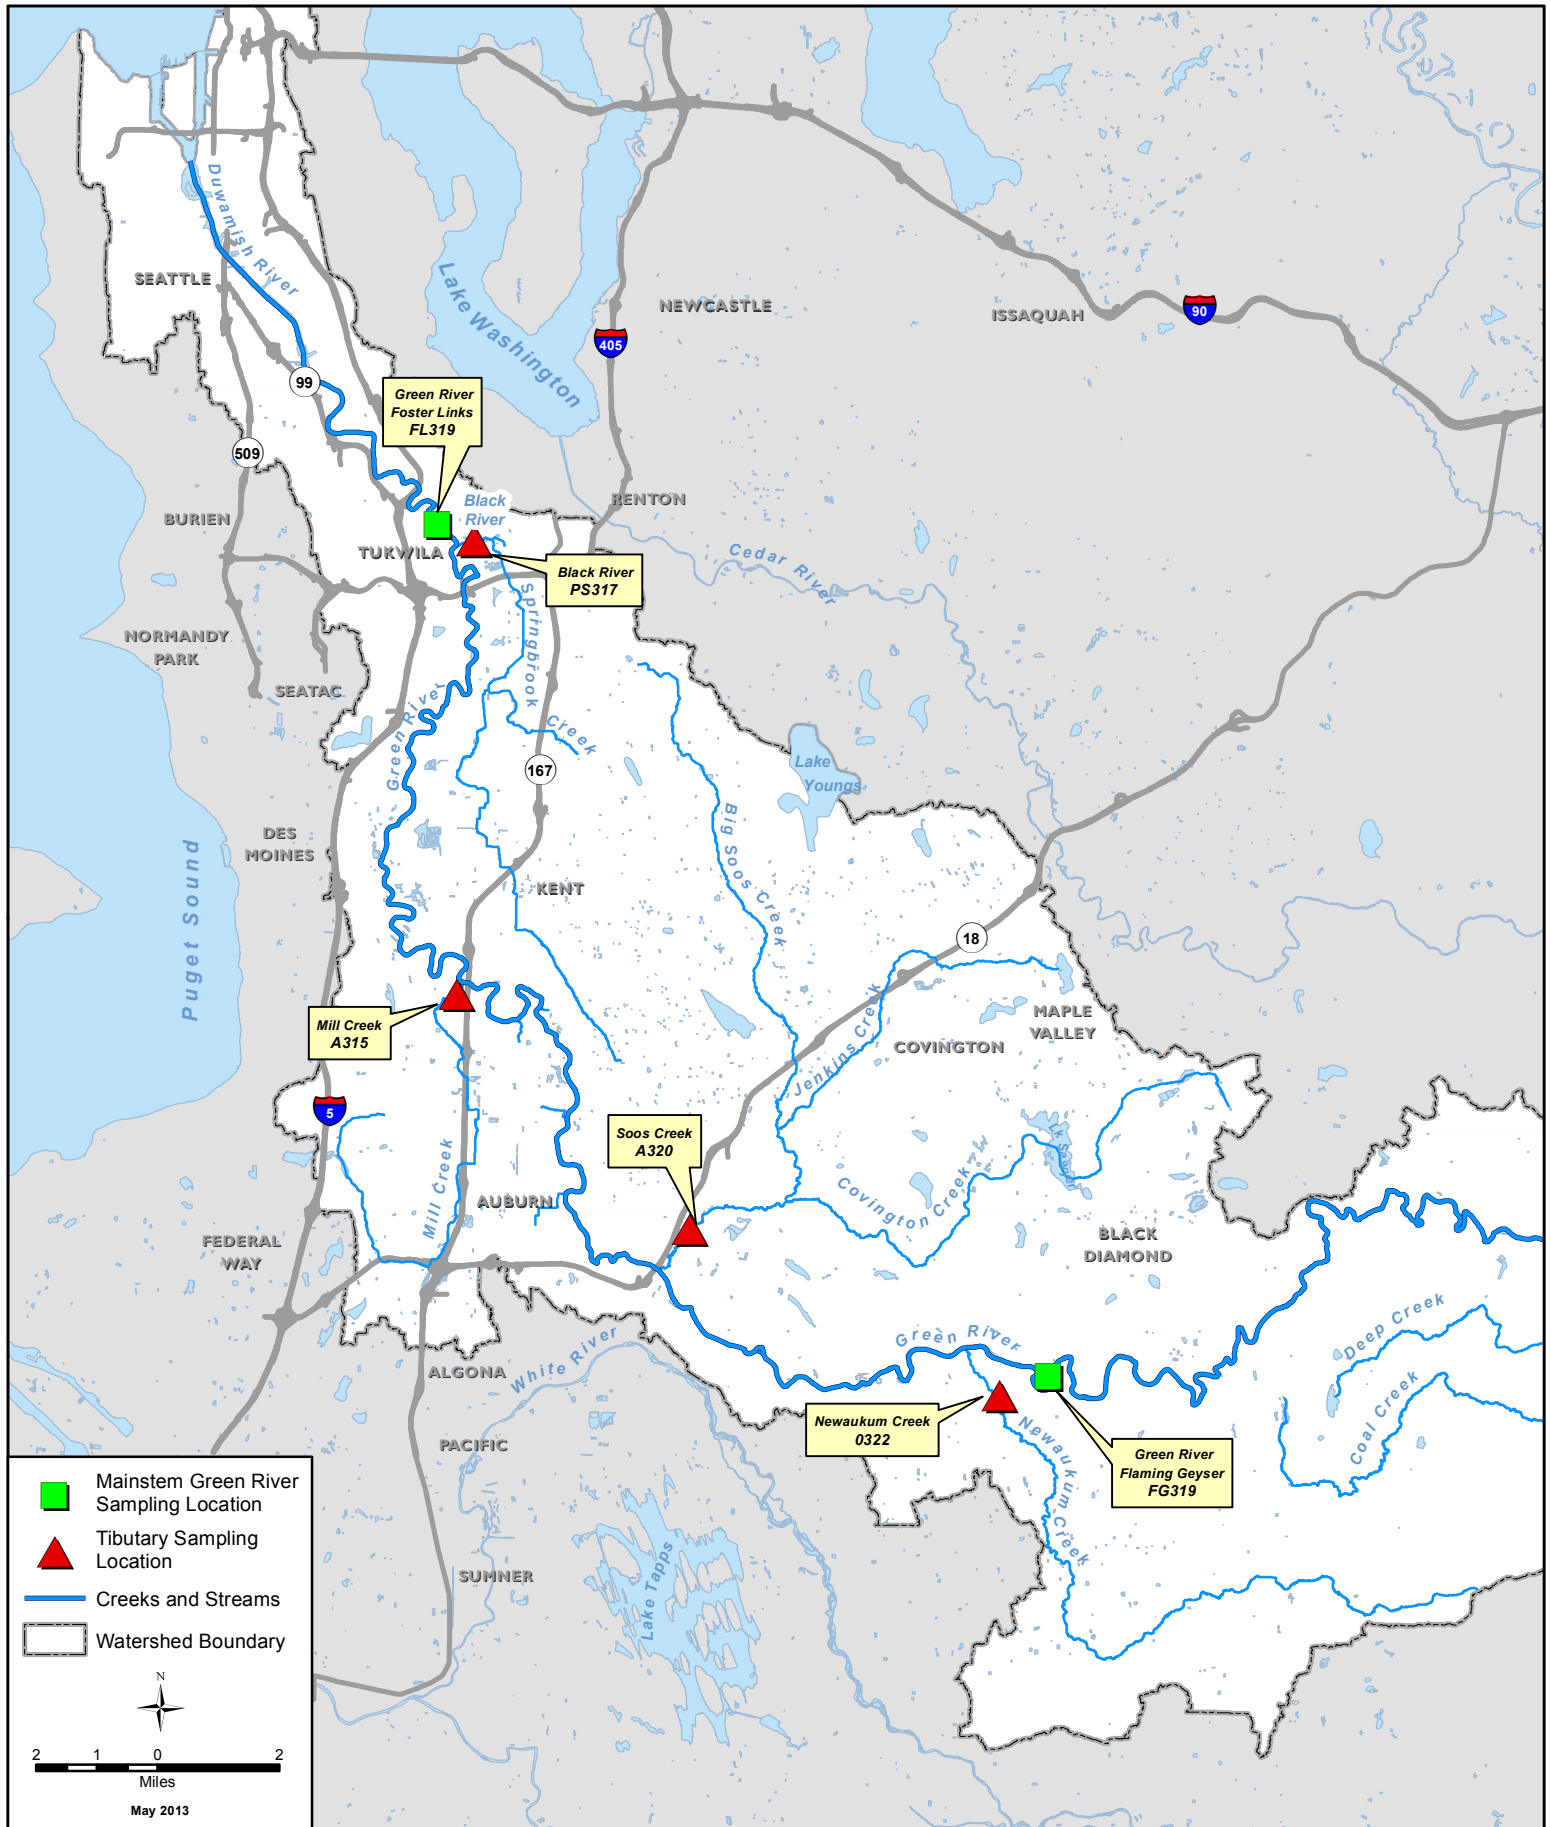 Duwamish River
SEATTLE
Lake Washington
NEWCASTLE
ISSAQUAH
90
405
99
Green River
Foster Links
FL319
509
BURIEN
Black
River
RENTON
TUKWILA
Black River
PS317
Cedar River
Springbrook Creek
NORMANDY
PARK
SEATAC
Green River
167
Lake
Youngs
Big Soos Creek
DES
MOINES
Puget Sound
KENT
18
Mill Creek
A315
Jenkins Creek
COVINGTON
MAPLE
VALLEY
5
Soos Creek
A320
Lk Sawyer
Mill Creek
AUBURN
Covington Creek
FEDERAL
WAY
BLACK
DIAMOND
Green River
Deep Creek
White River
ALGONA
Coal Creek
Newaukum Creek
0322
Newaukum Creek
Green River
Flaming Geyser
FG319
PACIFIC
SUMNER
Lake Tapps
Mainstem Green River
Sampling Location
Tibutary Sampling
Location
Creeks and Streams
Watershed Boundary
N
2 1 0 2
Miles
May 2013